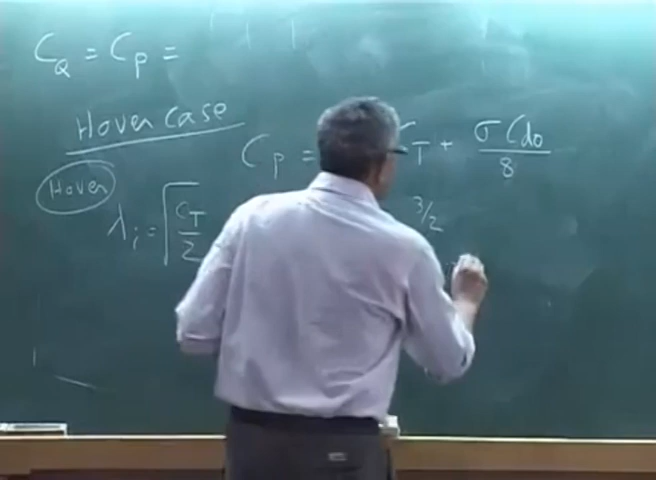 C_Q = C_P =
Hover Case
C_P = C_T + σ C_do / 8
Hover
λ_i = √(C_T / 2)
3/2